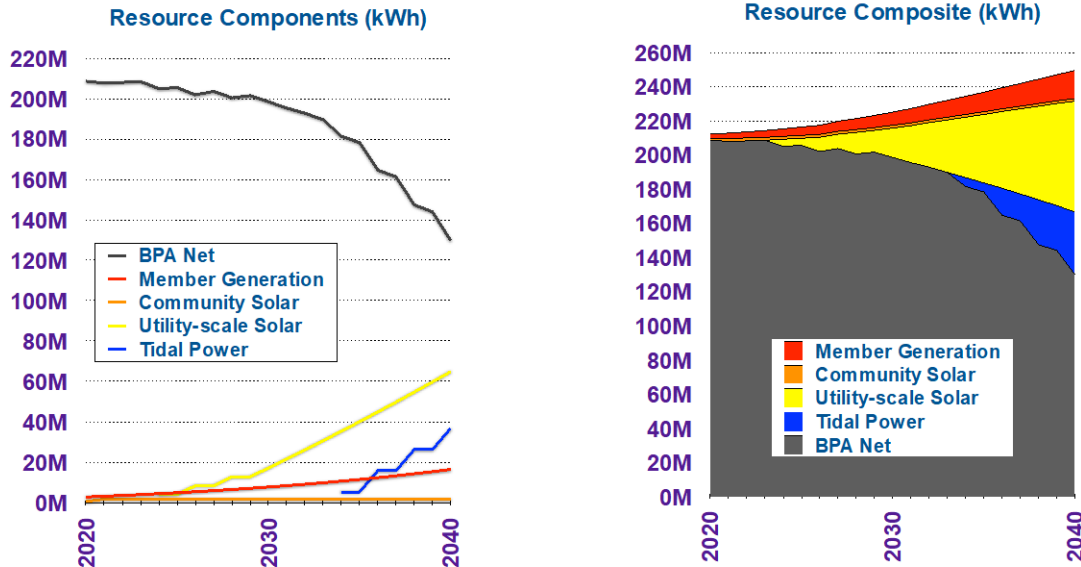 Resource Components (kWh)
220M
200M
180M
160M
140M
120M
100M
80M
60M
40M
20M
0M
BPA Net
Member Generation
Community Solar
Utility-scale Solar
Tidal Power
2020
2030
2040
Resource Composite (kWh)
260M
240M
220M
200M
180M
160M
140M
120M
100M
80M
60M
40M
20M
0M
Member Generation
Community Solar
Utility-scale Solar
Tidal Power
BPA Net
2020
2030
2040